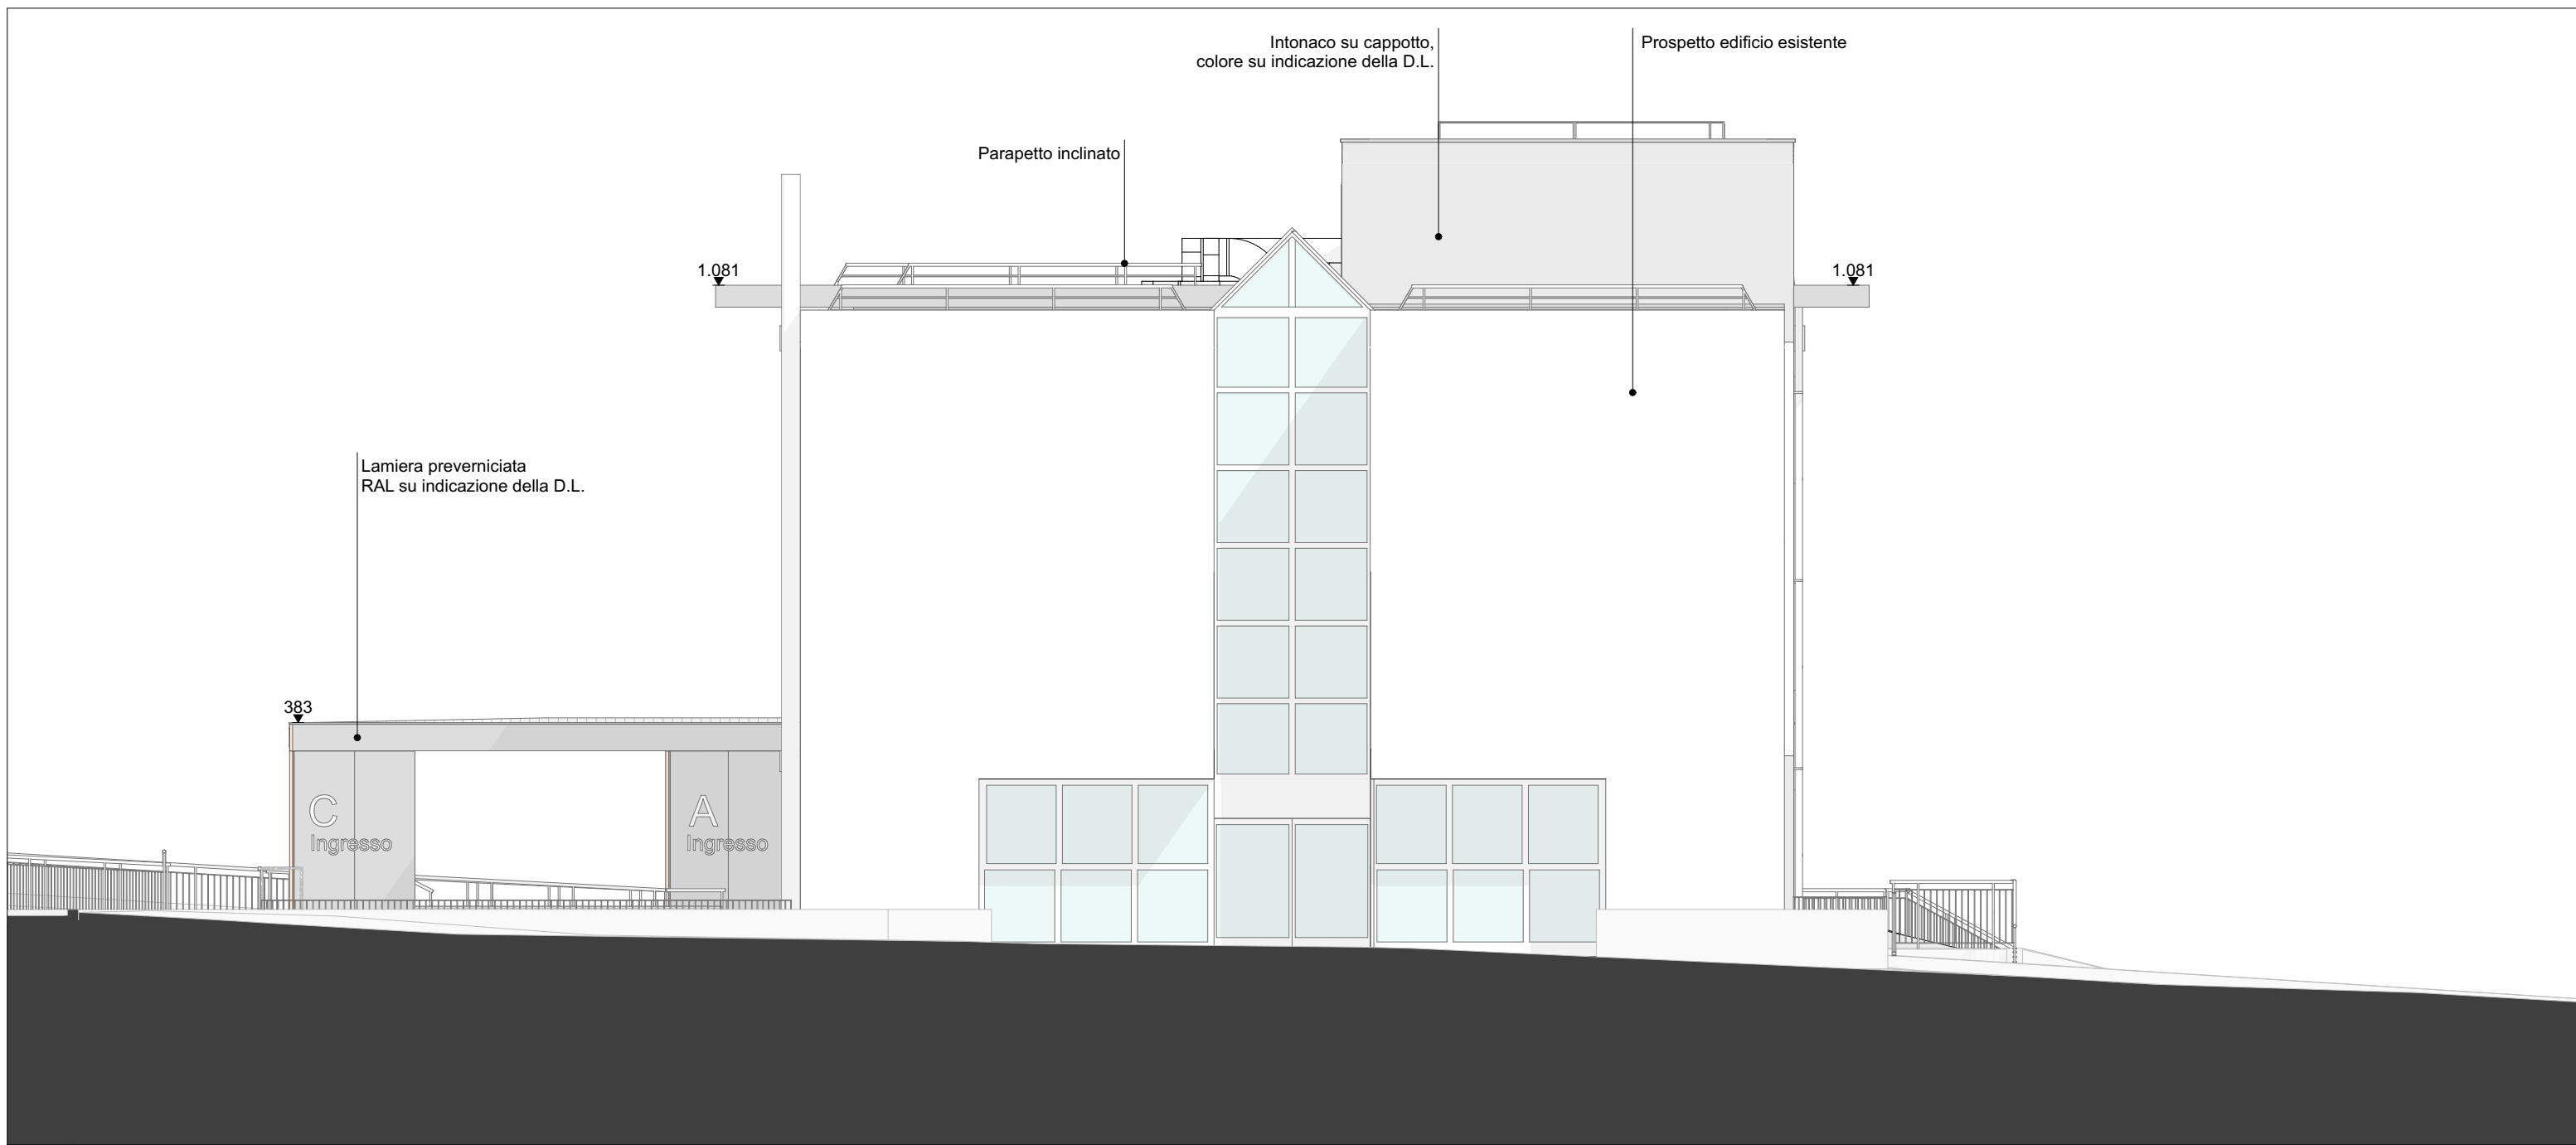 Intonaco su cappotto,
colore su indicazione della D.L.
Prospetto edificio esistente
Parapetto inclinato
1.081
1.081
Lamiera preverniciata
RAL su indicazione della D.L.
383
C
Ingresso
A
Ingresso